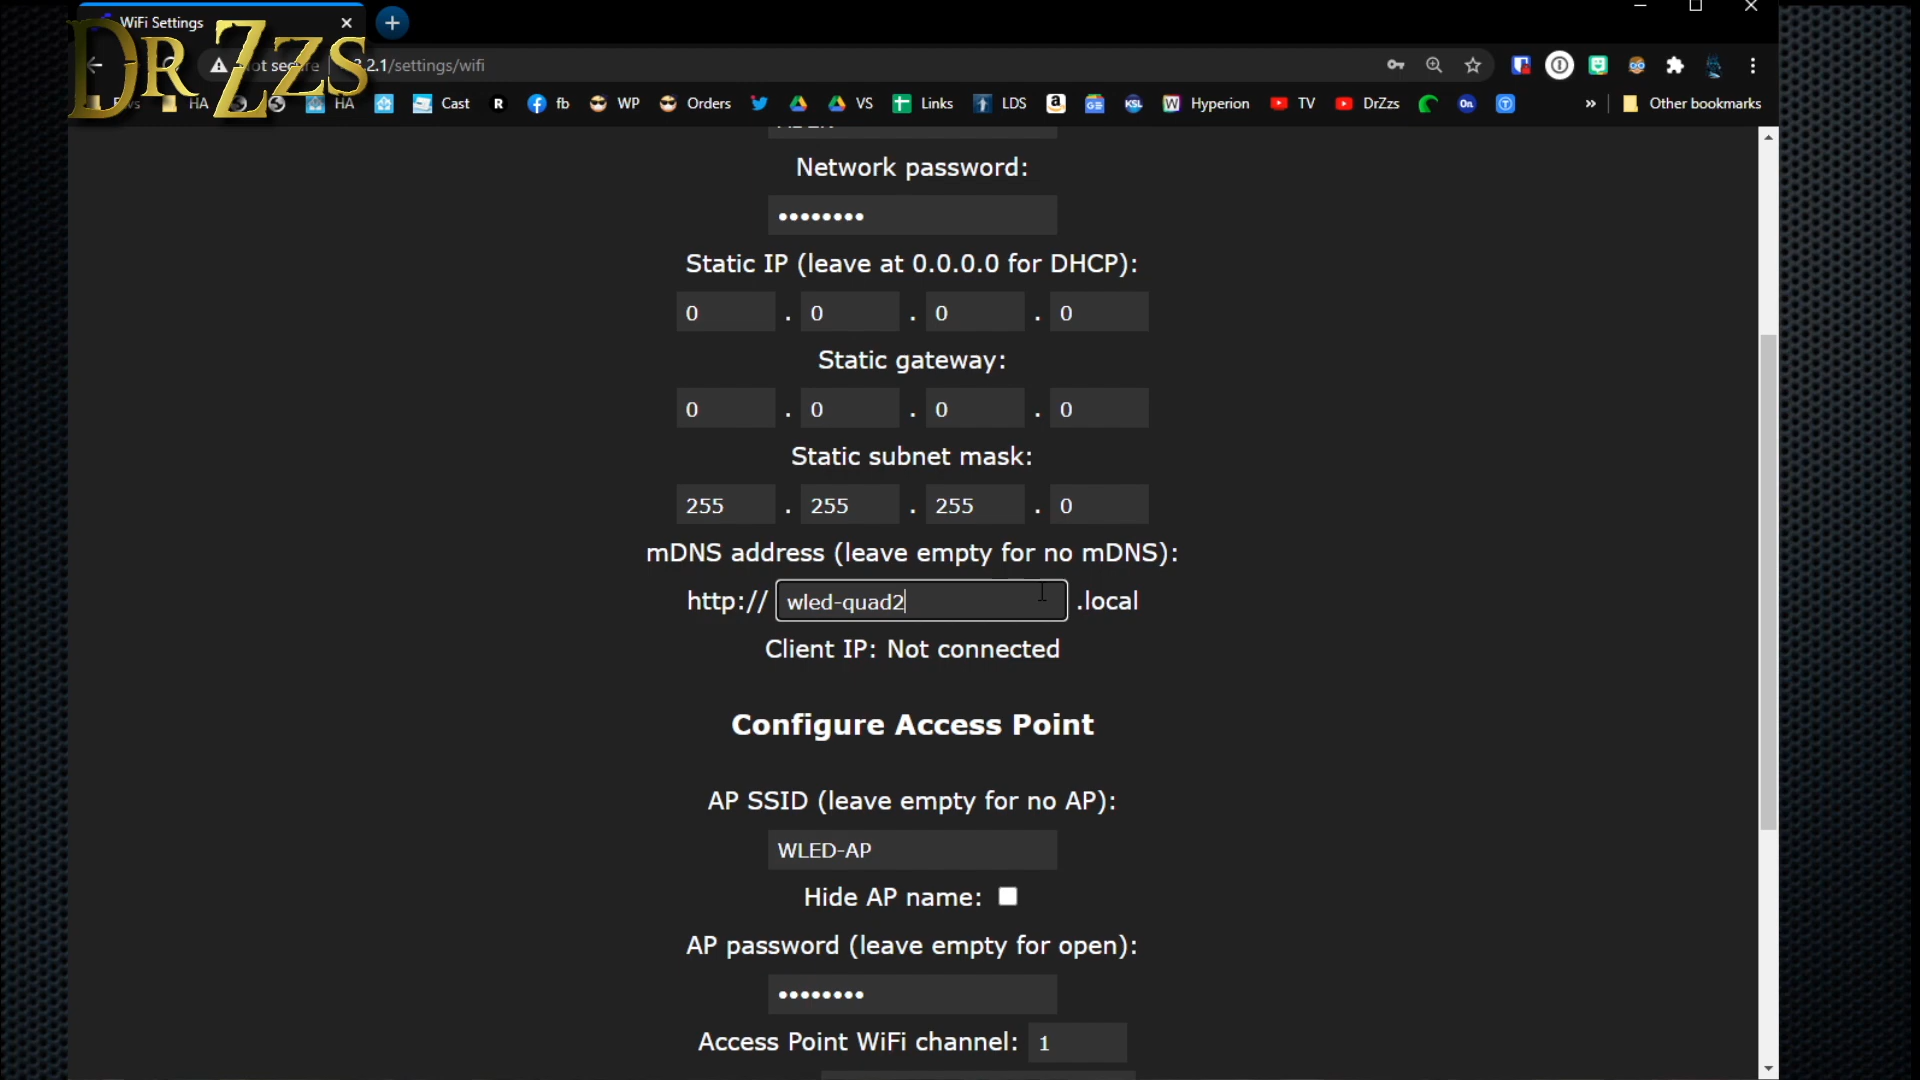 WiFi Settings
DrZzs
Not secure .2.1/settings/wifi
HA HA Cast R fb WP Orders VS Links LDS KSL Hyperion TV DrZzs On Other bookmarks
Network password:
••••••••
Static IP (leave at 0.0.0.0 for DHCP):
0 . 0 . 0 . 0
Static gateway:
0 . 0 . 0 . 0
Static subnet mask:
255 . 255 . 255 . 0
mDNS address (leave empty for no mDNS):
http:// wled-quad2 .local
Client IP: Not connected
Configure Access Point
AP SSID (leave empty for no AP):
WLED-AP
Hide AP name:
AP password (leave empty for open):
••••••••
Access Point WiFi channel: 1